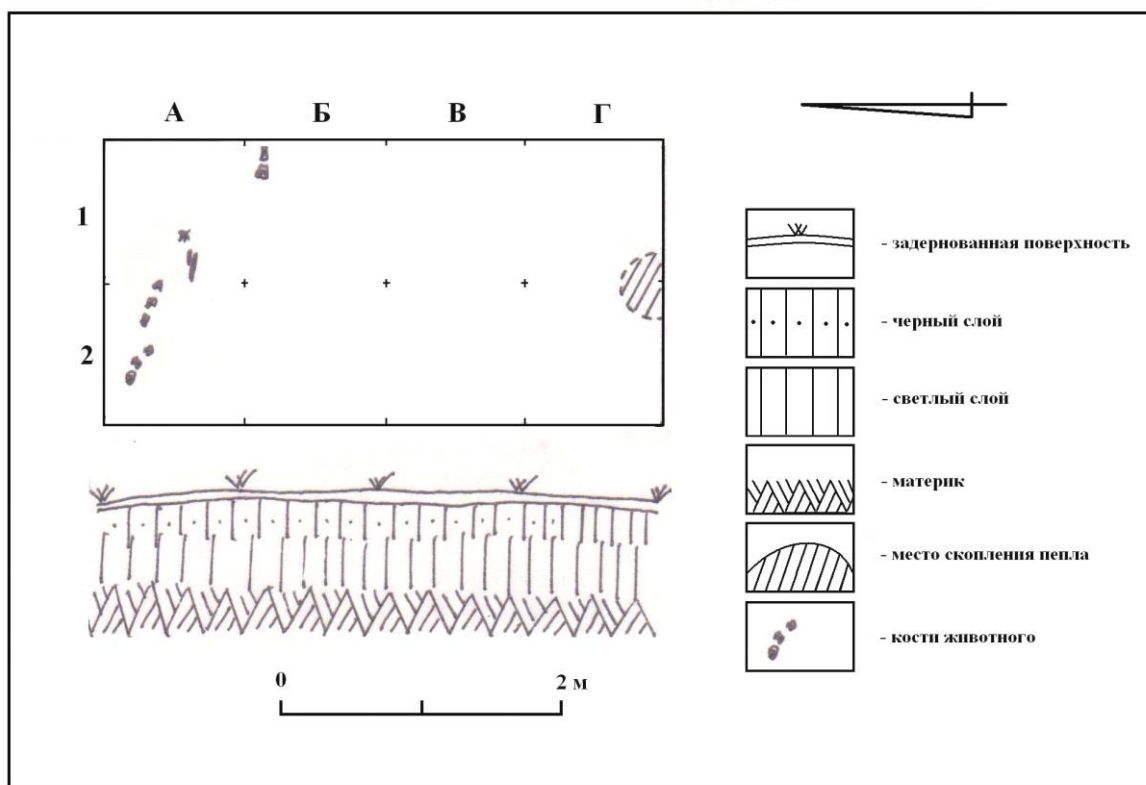 А Б В Г
1
2
0 2 м
- задернованная поверхность
- черный слой
- светлый слой
- материк
- место скопления пепла
- кости животного